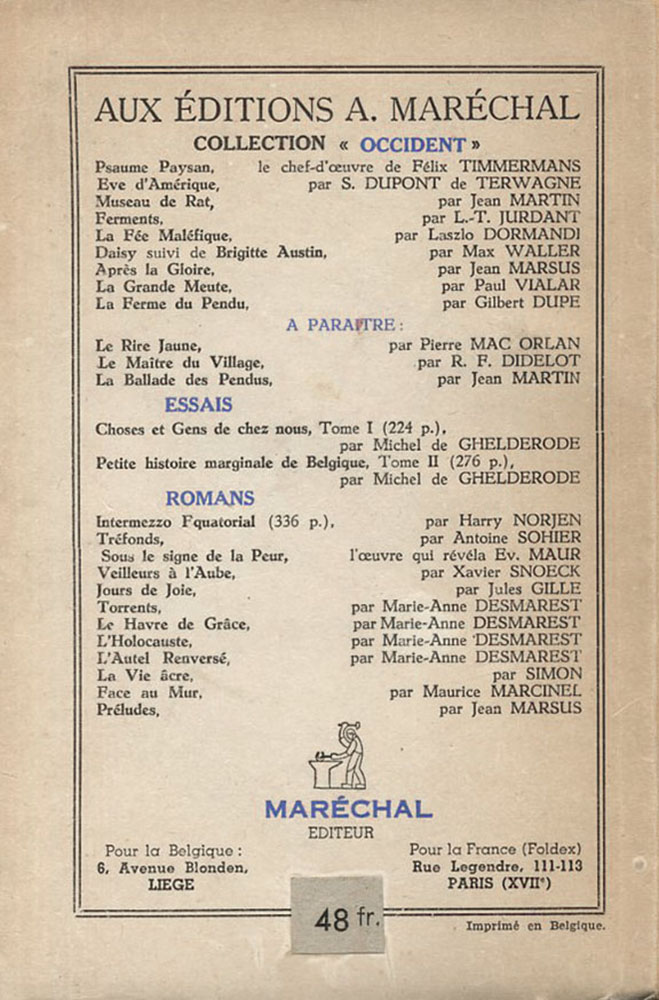 AUX ÉDITIONS A. MARÉCHAL
COLLECTION « OCCIDENT »
Psaume Paysan, le chef-d'œuvre de Félix TIMMERMANS
Eve d'Amérique, par S. DUPONT de TERWAGNE
Museau de Rat, par Jean MARTIN
Ferments, par L.-T. JURDANT
La Fée Maléfique, par Laszlo DORMANDI
Daisy suivi de Brigitte Austin, par Max WALLER
Après la Gloire, par Jean MARSUS
La Grande Meute, par Paul VIALAR
La Ferme du Pendu, par Gilbert DUPE
A PARAITRE :
Le Rire Jaune, par Pierre MAC ORLAN
Le Maître du Village, par R. F. DIDELOT
La Ballade des Pendus, par Jean MARTIN
ESSAIS
Choses et Gens de chez nous, Tome I (224 p.),
par Michel de GHELDERODE
Petite histoire marginale de Belgique, Tome II (276 p.),
par Michel de GHELDERODE
ROMANS
Intermezzo Equatorial (336 p.), par Harry NORJEN
Tréfonds, par Antoine SOHIER
Sous le signe de la Peur, l'œuvre qui révéla Ev. MAUR
Veilleurs à l'Aube, par Xavier SNOECK
Jours de Joie, par Jules GILLE
Torrents, par Marie-Anne DESMAREST
Le Havre de Grâce, par Marie-Anne DESMAREST
L'Holocauste, par Marie-Anne DESMAREST
L'Autel Renversé, par Marie-Anne DESMAREST
La Vie âcre, par SIMON
Face au Mur, par Maurice MARCINEL
Préludes, par Jean MARSUS
MARÉCHAL
EDITEUR
Pour la Belgique : Pour la France (Foldex)
6, Avenue Blonden, Rue Legendre, 111-113
LIEGE PARIS (XVIIe)
48 fr.
Imprimé en Belgique.